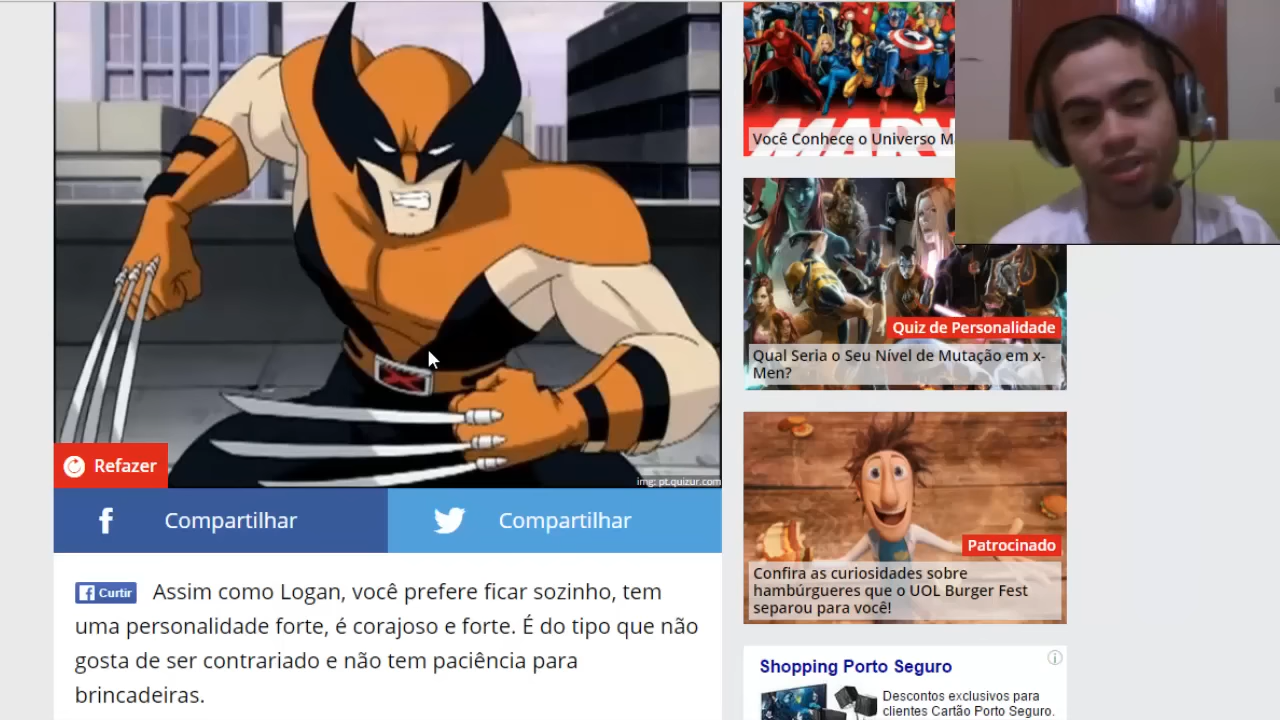 MARV
Você Conhece o Universo M
Quiz de Personalidade
Qual Seria o Seu Nível de Mutação em x-
Men?
Refazer
img: pt.quizur.com
Compartilhar
Compartilhar
Patrocinado
Confira as curiosidades sobre
hambúrgueres que o UOL Burger Fest
separou para você!
Curtir Assim como Logan, você prefere ficar sozinho, tem
uma personalidade forte, é corajoso e forte. É do tipo que não
gosta de ser contrariado e não tem paciência para
brincadeiras.
Shopping Porto Seguro
Descontos exclusivos para
clientes Cartão Porto Seguro.